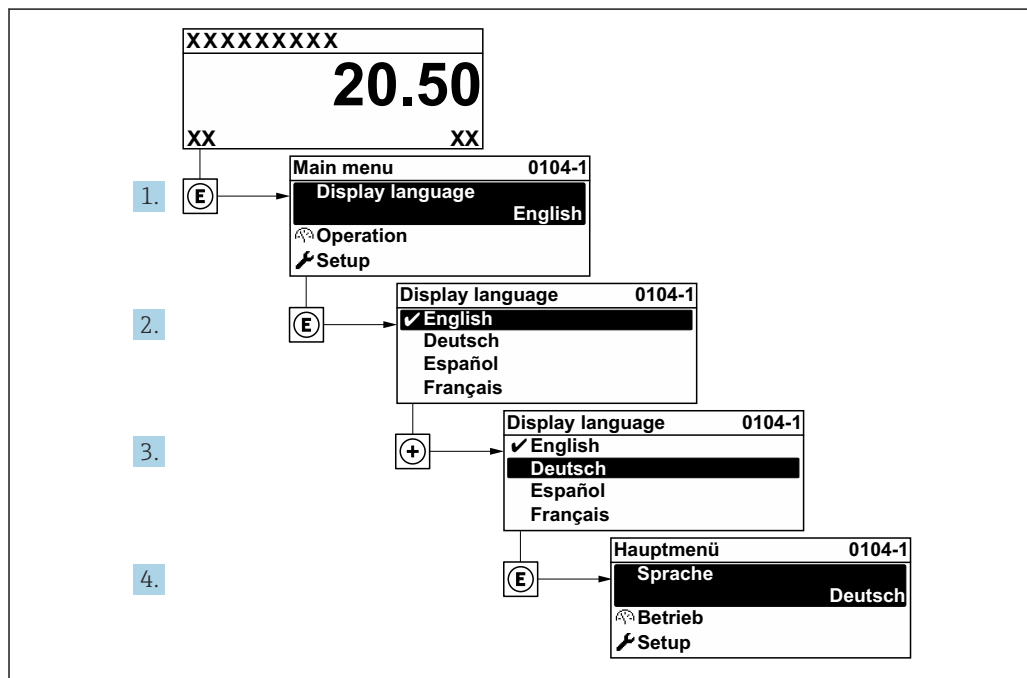 XXXXXXXXX
20.50
XX XX
1. E
Main menu 0104-1
Display language
English
Operation
Setup
2. E
Display language 0104-1
✔ English
Deutsch
Español
Français
3. +
Display language 0104-1
✔ English
Deutsch
Español
Français
4. E
Hauptmenü 0104-1
Sprache
Deutsch
Betrieb
Setup